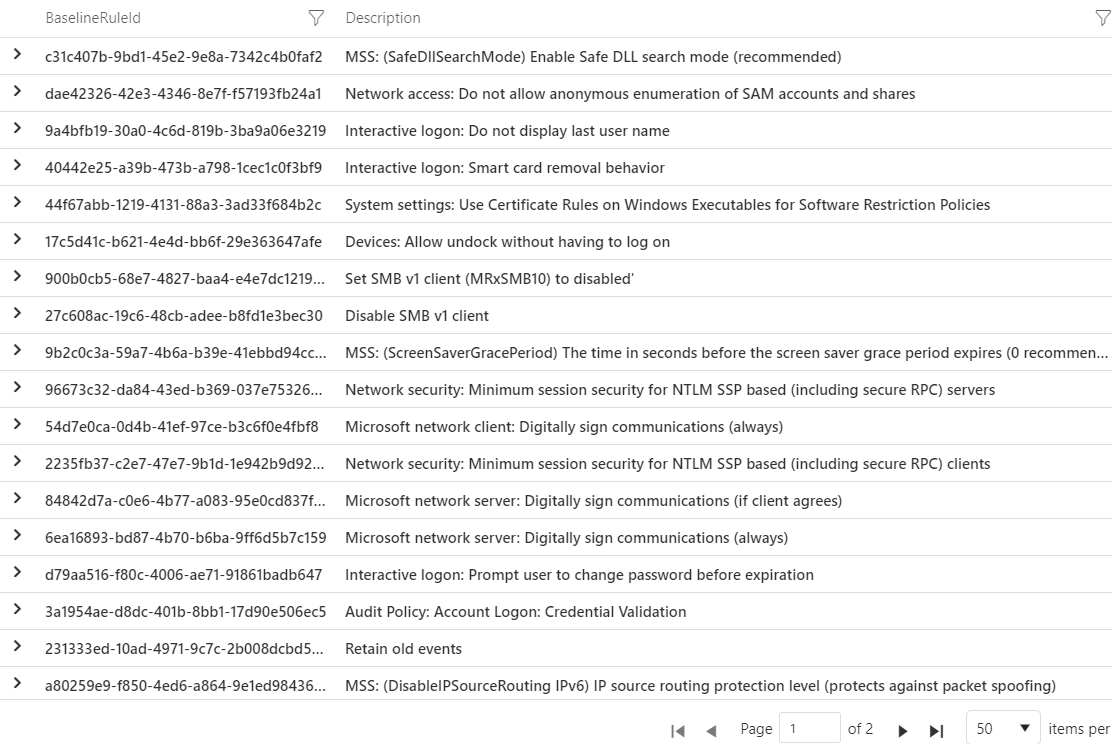 BaselineRuleId Description
c31c407b-9bd1-45e2-9e8a-7342c4b0faf2 MSS: (SafeDllSearchMode) Enable Safe DLL search mode (recommended)
dae42326-42e3-4346-8e7f-f57193fb24a1 Network access: Do not allow anonymous enumeration of SAM accounts and shares
9a4bfb19-30a0-4c6d-819b-3ba9a06e3219 Interactive logon: Do not display last user name
40442e25-a39b-473b-a798-1cec1c0f3bf9 Interactive logon: Smart card removal behavior
44f67abb-1219-4131-88a3-3ad33f684b2c System settings: Use Certificate Rules on Windows Executables for Software Restriction Policies
17c5d41c-b621-4e4d-bb6f-29e363647afe Devices: Allow undock without having to log on
900b0cb5-68e7-4827-baa4-e4e7dc1219... Set SMB v1 client (MRxSMB10) to disabled'
27c608ac-19c6-48cb-adee-b8fd1e3bec30 Disable SMB v1 client
9b2c0c3a-59a7-4b6a-b39e-41ebbd94cc... MSS: (ScreenSaverGracePeriod) The time in seconds before the screen saver grace period expires (0 recommen...
96673c32-da84-43ed-b369-037e75326... Network security: Minimum session security for NTLM SSP based (including secure RPC) servers
54d7e0ca-0d4b-41ef-97ce-b3c6f0e4fbf8 Microsoft network client: Digitally sign communications (always)
2235fb37-c2e7-47e7-9b1d-1e942b9d92... Network security: Minimum session security for NTLM SSP based (including secure RPC) clients
84842d7a-c0e6-4b77-a083-95e0cd837f... Microsoft network server: Digitally sign communications (if client agrees)
6ea16893-bd87-4b70-b6ba-9ff6d5b7c159 Microsoft network server: Digitally sign communications (always)
d79aa516-f80c-4006-ae71-91861badb647 Interactive logon: Prompt user to change password before expiration
3a1954ae-d8dc-401b-8bb1-17d90e506ec5 Audit Policy: Account Logon: Credential Validation
231333ed-10ad-4971-9c7c-2b008dcbd5... Retain old events
a80259e9-f850-4ed6-a864-9e1ed98436... MSS: (DisableIPSourceRouting IPv6) IP source routing protection level (protects against packet spoofing)
Page 1 of 2 50 items per